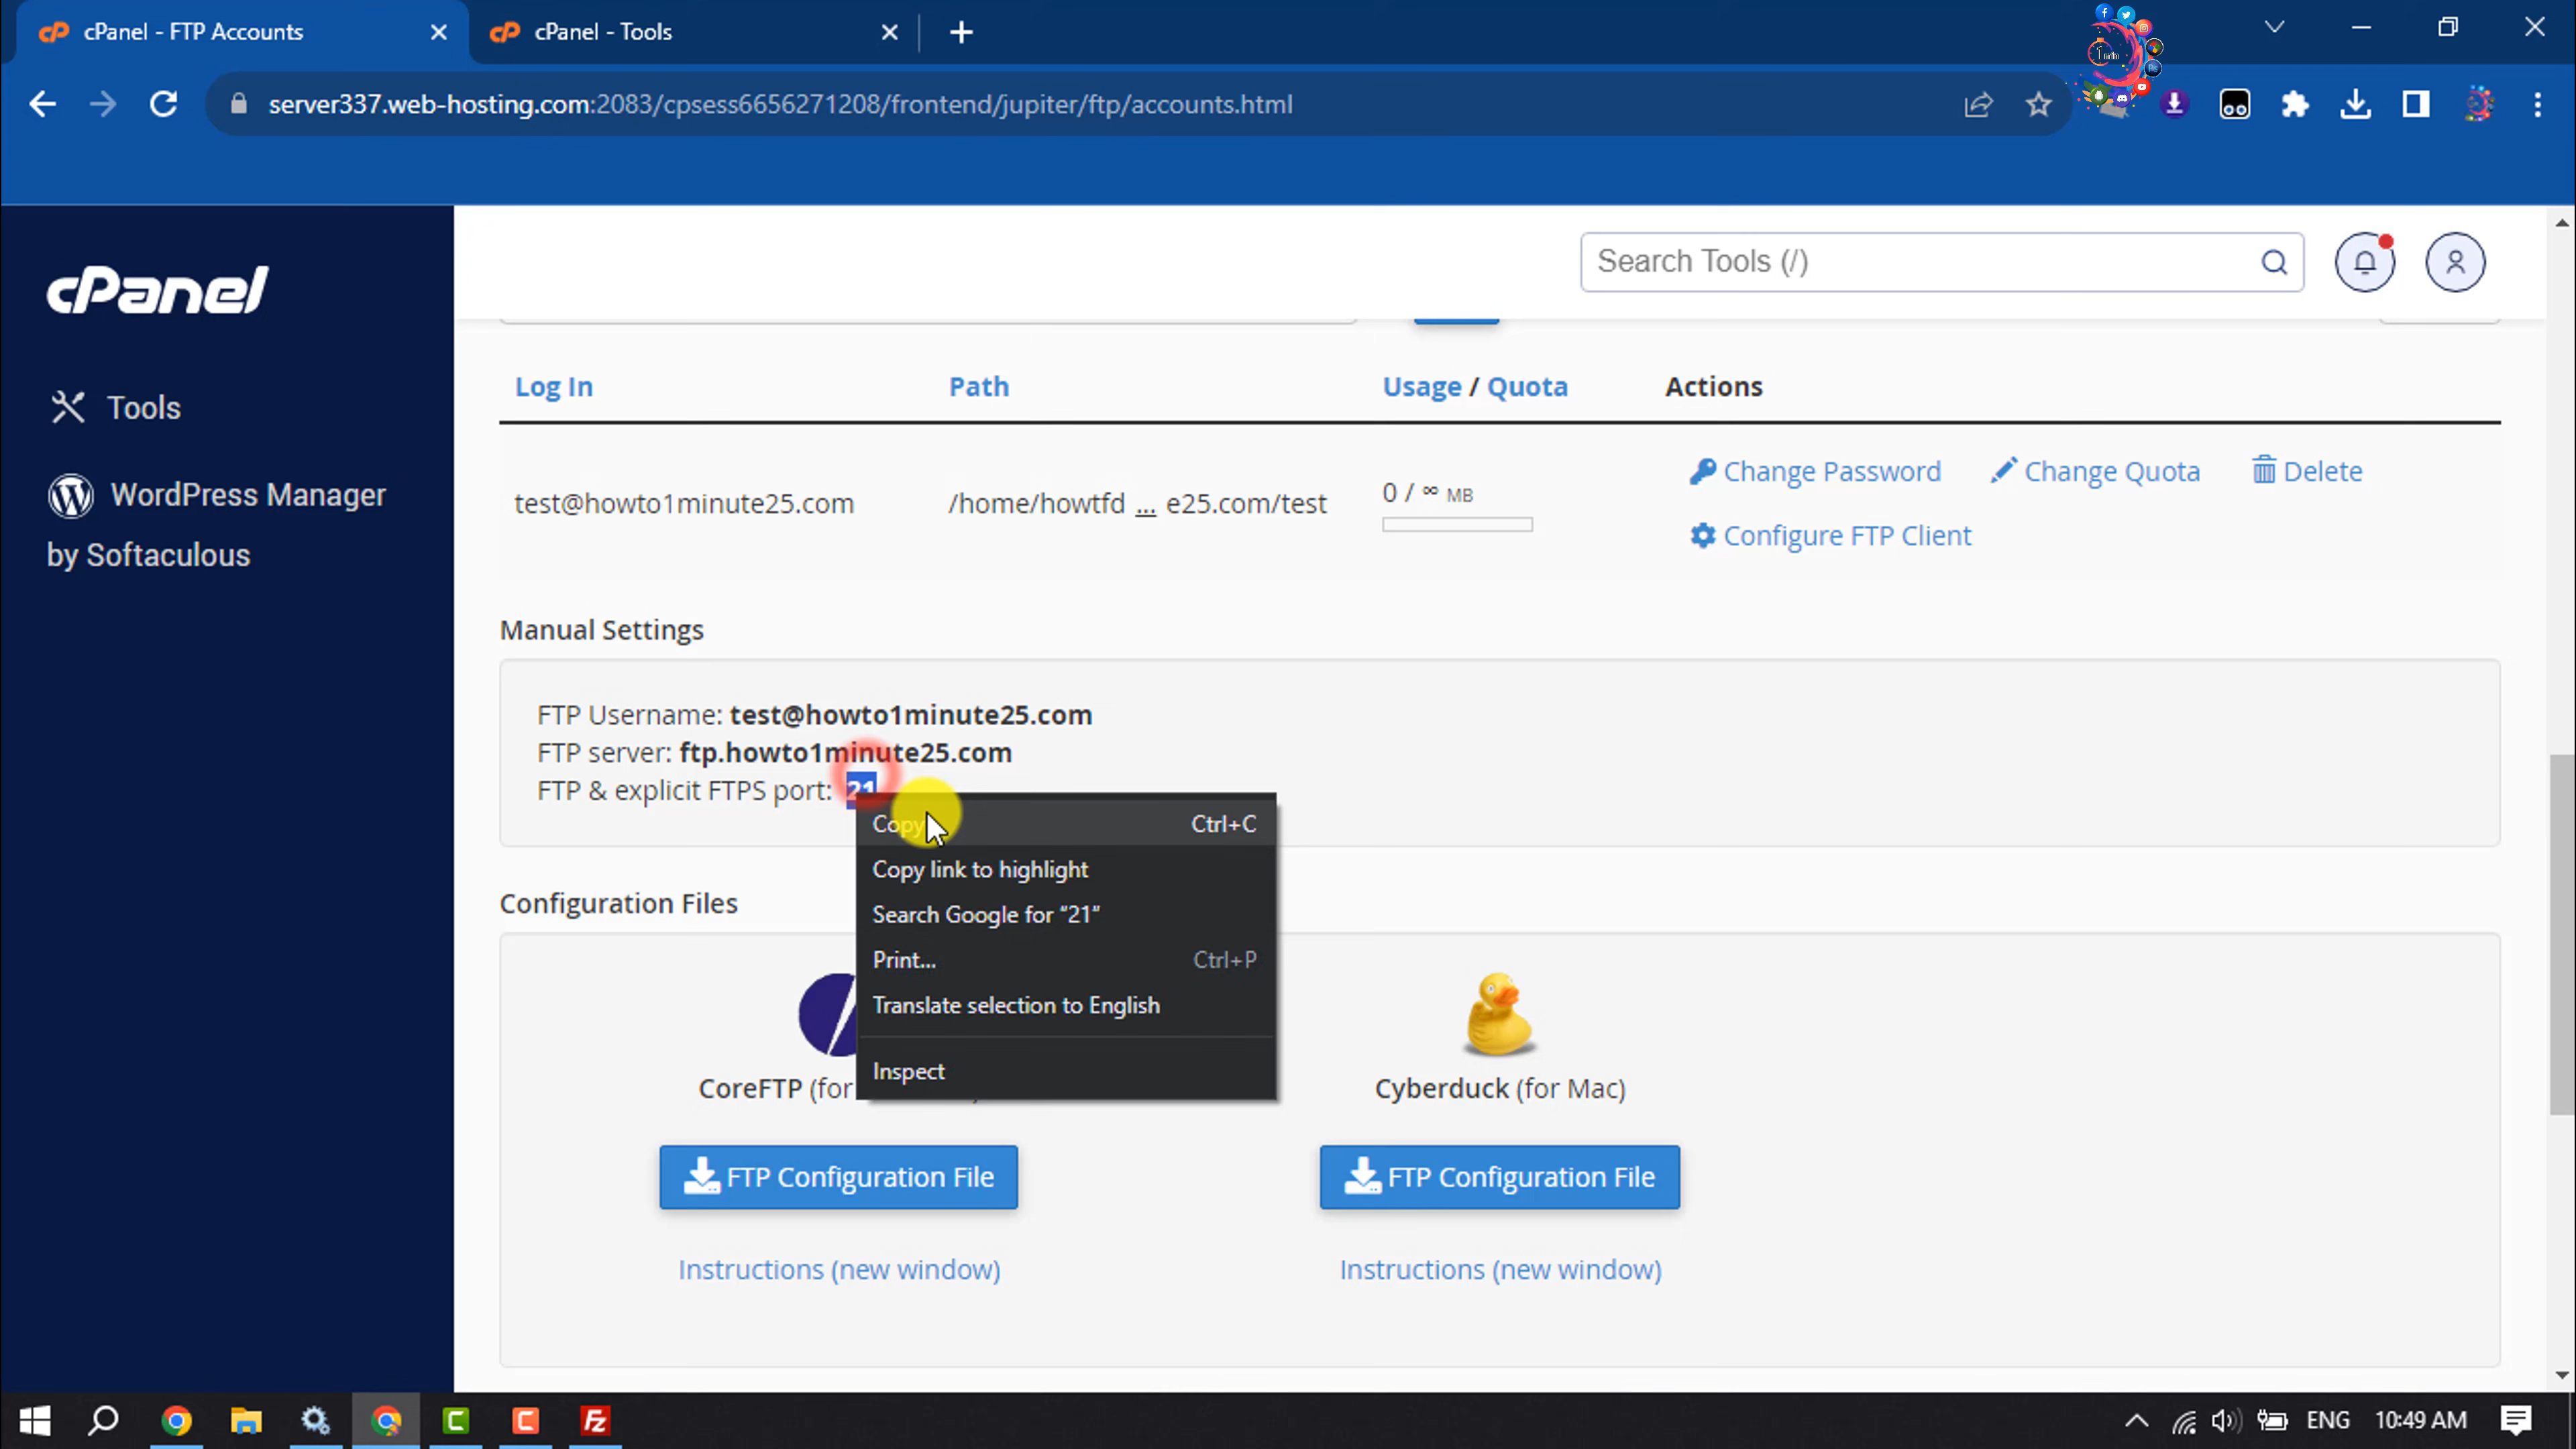 cPanel - FTP Accounts
cPanel - Tools
server337.web-hosting.com:2083/cpsess6656271208/frontend/jupiter/ftp/accounts.html
cPanel
Search Tools (/)
Tools
WordPress Manager
by Softaculous
Log In
Path
Usage / Quota
Actions
test@howto1minute25.com
/home/howtfd ... e25.com/test
0 / ∞ MB
Change Password
Change Quota
Delete
Configure FTP Client
Manual Settings
FTP Username: test@howto1minute25.com
FTP server: ftp.howto1minute25.com
FTP & explicit FTPS port: 21
Copy Ctrl+C
Copy link to highlight
Search Google for “21”
Print... Ctrl+P
Translate selection to English
Inspect
Configuration Files
CoreFTP (for
Cyberduck (for Mac)
FTP Configuration File
FTP Configuration File
Instructions (new window)
Instructions (new window)
ENG
10:49 AM